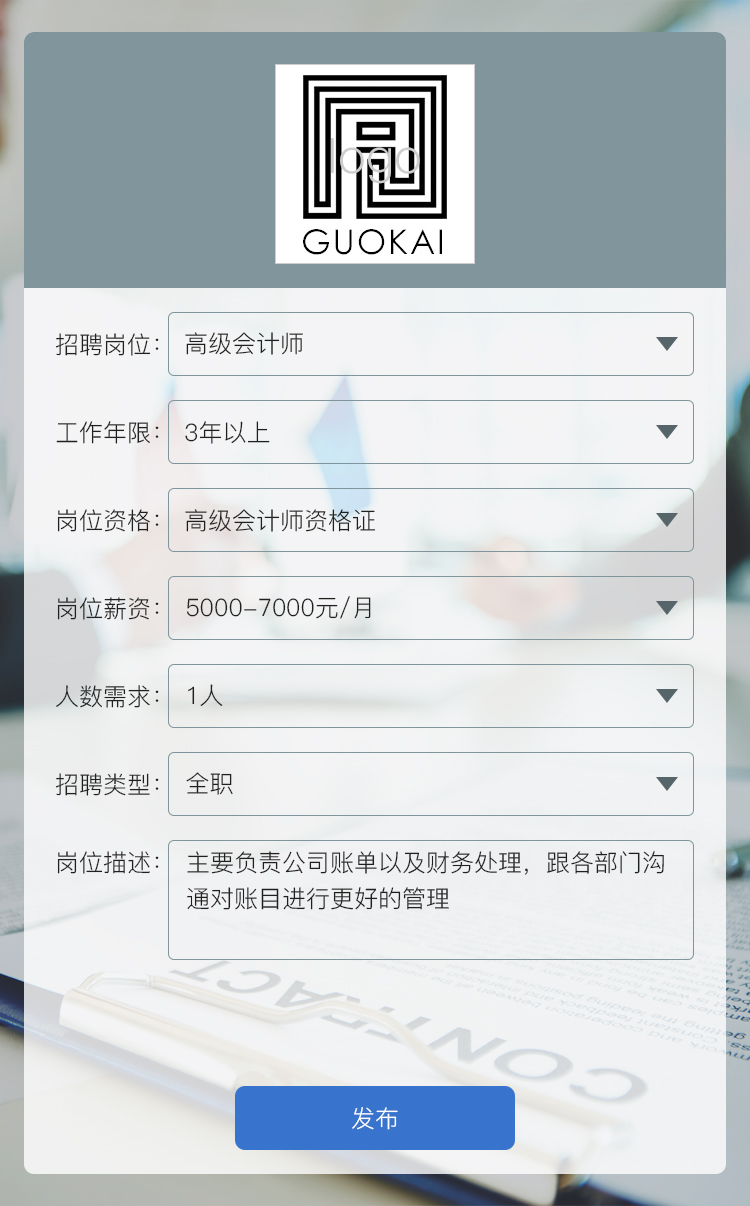 logo
GUOKAI
招聘岗位：高级会计师
工作年限：3年以上
岗位资格：高级会计师资格证
岗位薪资：5000-7000元/月
人数需求：1人
招聘类型：全职
岗位描述：主要负责公司账单以及财务处理，跟各部门沟
通对账目进行更好的管理
CONTRACT
发布